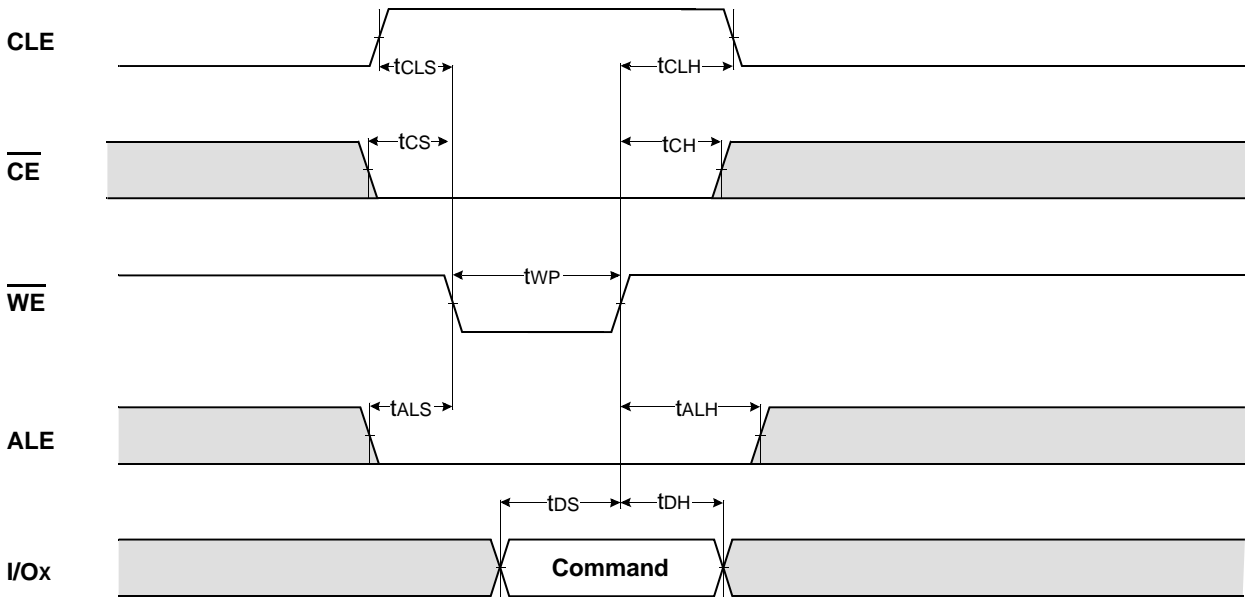 CLE
tCLS
tCLH
CE
tCS
tCH
WE
tWP
ALE
tALS
tALH
I/Ox
tDS
tDH
Command